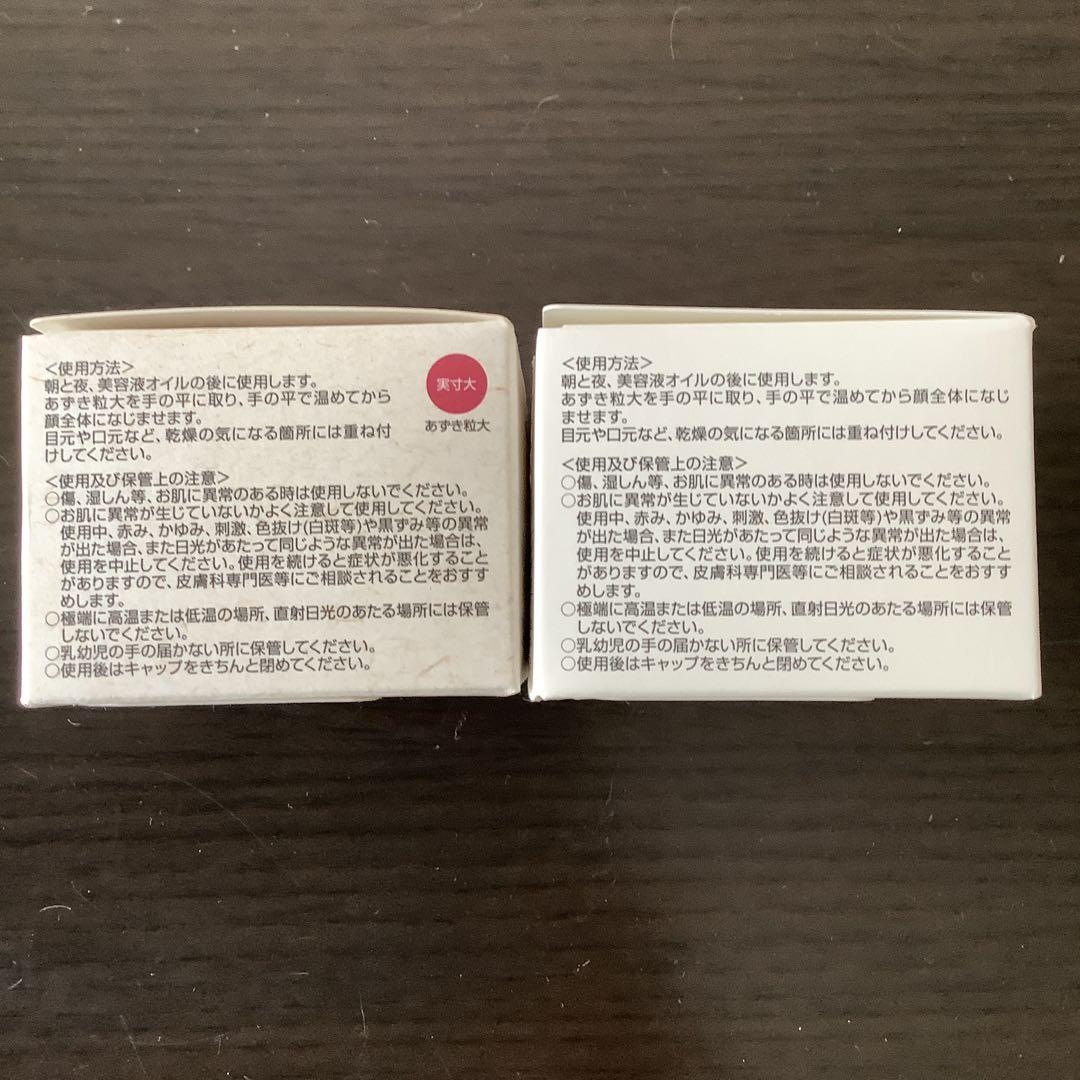 <使用方法>
朝と夜、美容液オイルの後に使用します。
あずき粒大を手の平に取り、手の平で温めてから
顔全体になじませます。
目元や口元など、乾燥の気になる箇所には重ね付
けしてください。
実寸大
あずき粒大
<使用及び保管上の注意>
○傷、湿しん等、お肌に異常のある時は使用しないでください。
○お肌に異常が生じていないかよく注意して使用してください。
使用中、赤み、かゆみ、刺激、色抜け(白斑等)や黒ずみ等の異常
が出た場合、また日光があたって同じような異常が出た場合は、
使用を中止してください。使用を続けると症状が悪化すること
がありますので、皮膚科専門医等にご相談されることをおすす
めします。
○極端に高温または低温の場所、直射日光のあたる場所には保管
しないでください。
○乳幼児の手の届かない所に保管してください。
○使用後はキャップをきちんと閉めてください。
<使用方法>
朝と夜、美容液オイルの後に使用します。
あずき粒大を手の平に取り、手の平で温めてから顔全体になじ
ませます。
目元や口元など、乾燥の気になる箇所には重ね付けしてください。
<使用及び保管上の注意>
○傷、湿しん等、お肌に異常のある時は使用しないでください。
○お肌に異常が生じていないかよく注意して使用してください。
使用中、赤み、かゆみ、刺激、色抜け(白斑等)や黒ずみ等の異常
が出た場合、また日光があたって同じような異常が出た場合は、
使用を中止してください。使用を続けると症状が悪化すること
がありますので、皮膚科専門医等にご相談されることをおすす
めします。
○極端に高温または低温の場所、直射日光のあたる場所には保管
しないでください。
○乳幼児の手の届かない所に保管してください。
○使用後はキャップをきちんと閉めてください。